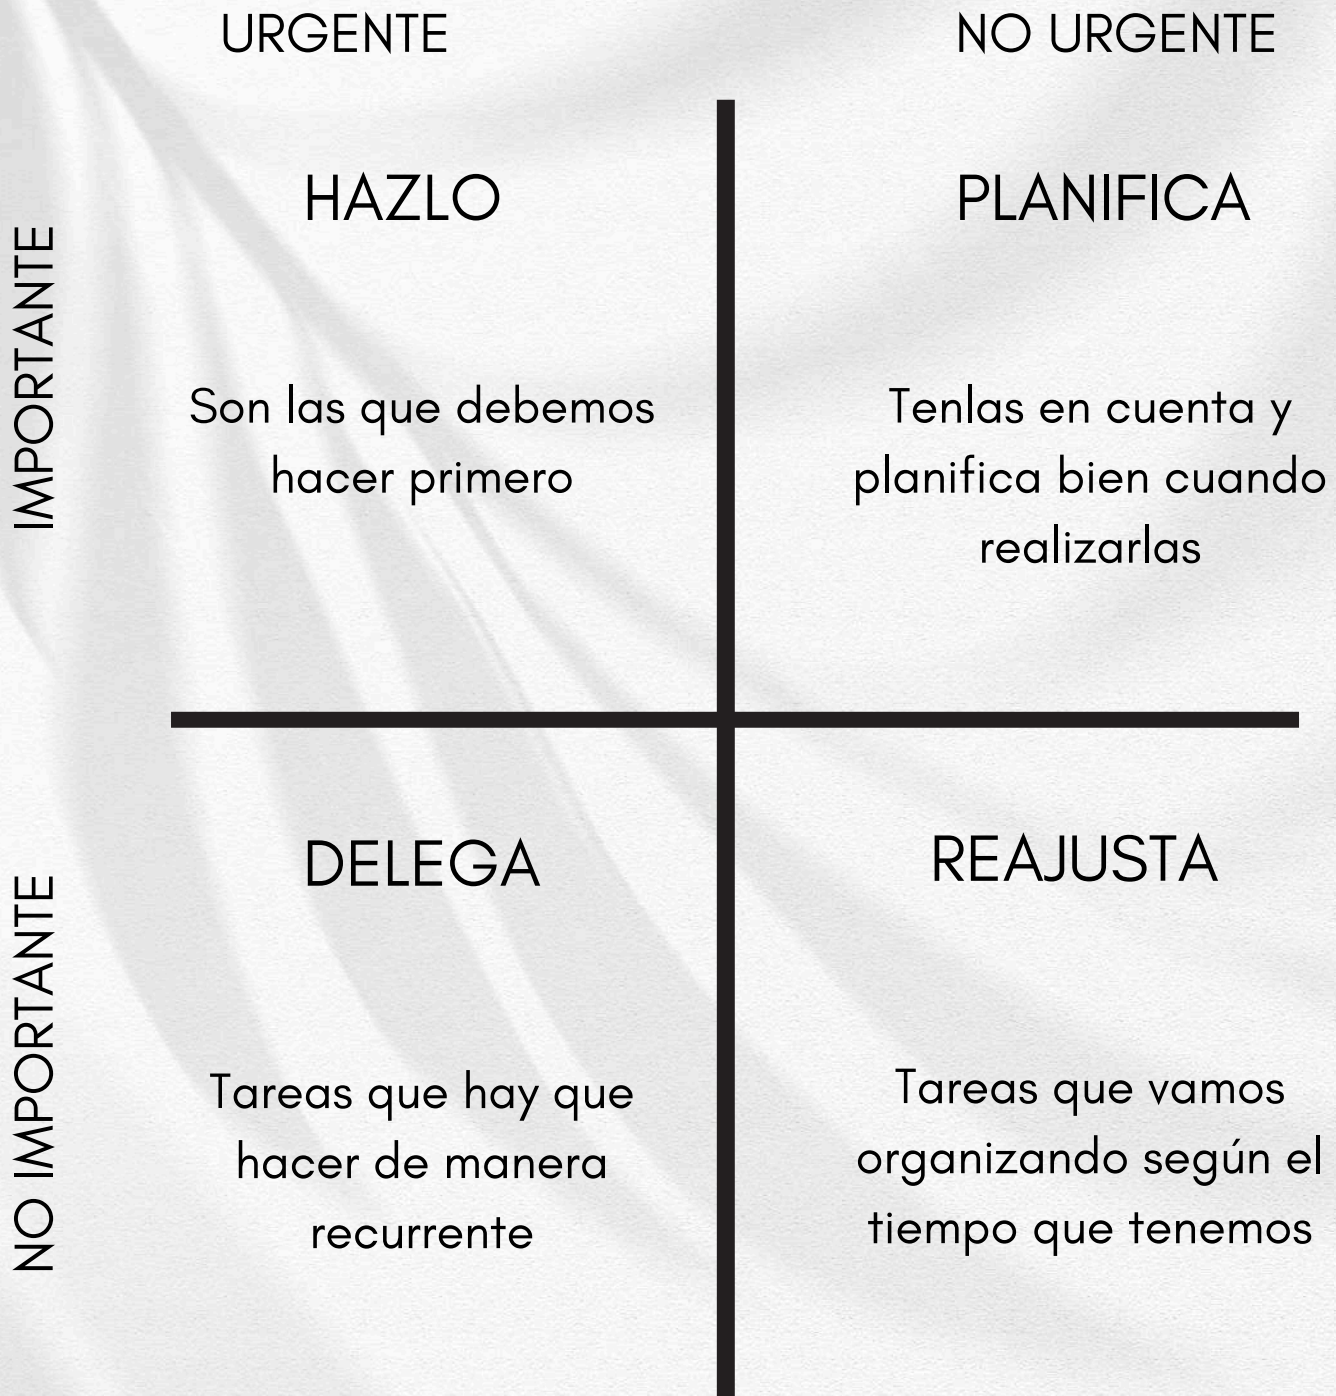 URGENTE
NO URGENTE
IMPORTANTE
HAZLO
Son las que debemos
hacer primero
PLANIFICA
Tenlas en cuenta y
planifica bien cuando
realizarlas
NO IMPORTANTE
DELEGA
Tareas que hay que
hacer de manera
recurrente
REAJUSTA
Tareas que vamos
organizando según el
tiempo que tenemos